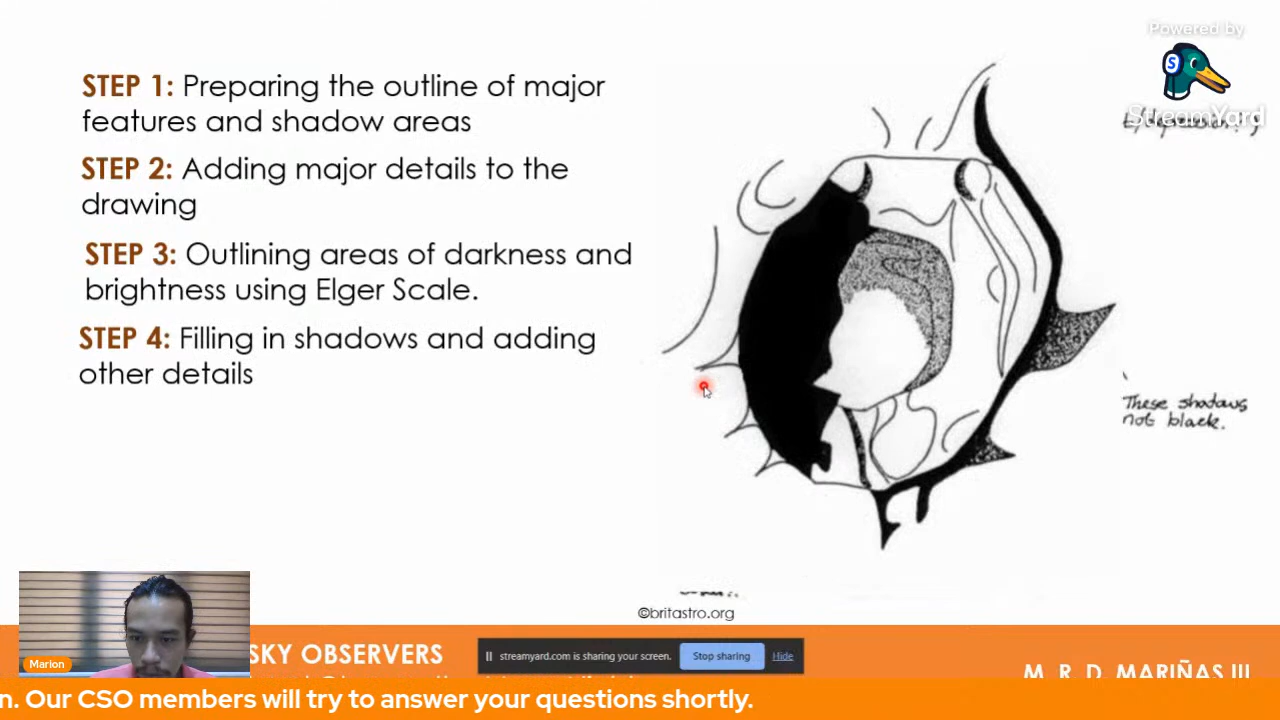 Powered by
StreamYard
STEP 1: Preparing the outline of major
features and shadow areas
STEP 2: Adding major details to the
drawing
STEP 3: Outlining areas of darkness and
brightness using Elger Scale.
STEP 4: Filling in shadows and adding
other details
These shadows
not black.
©britastro.org
Marion
SKY OBSERVERS
streamyard.com is sharing your screen.
Stop sharing
Hide
M. R. D. MARIÑAS III
n. Our CSO members will try to answer your questions shortly.